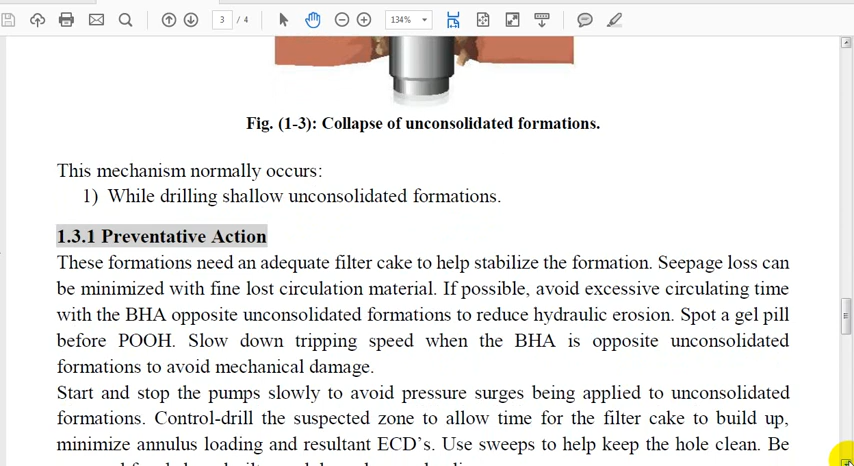 3 / 4
134%
Fig. (1-3): Collapse of unconsolidated formations.
This mechanism normally occurs:
1) While drilling shallow unconsolidated formations.
1.3.1 Preventative Action
These formations need an adequate filter cake to help stabilize the formation. Seepage loss can
be minimized with fine lost circulation material. If possible, avoid excessive circulating time
with the BHA opposite unconsolidated formations to reduce hydraulic erosion. Spot a gel pill
before POOH. Slow down tripping speed when the BHA is opposite unconsolidated
formations to avoid mechanical damage.
Start and stop the pumps slowly to avoid pressure surges being applied to unconsolidated
formations. Control-drill the suspected zone to allow time for the filter cake to build up,
minimize annulus loading and resultant ECD's. Use sweeps to help keep the hole clean. Be